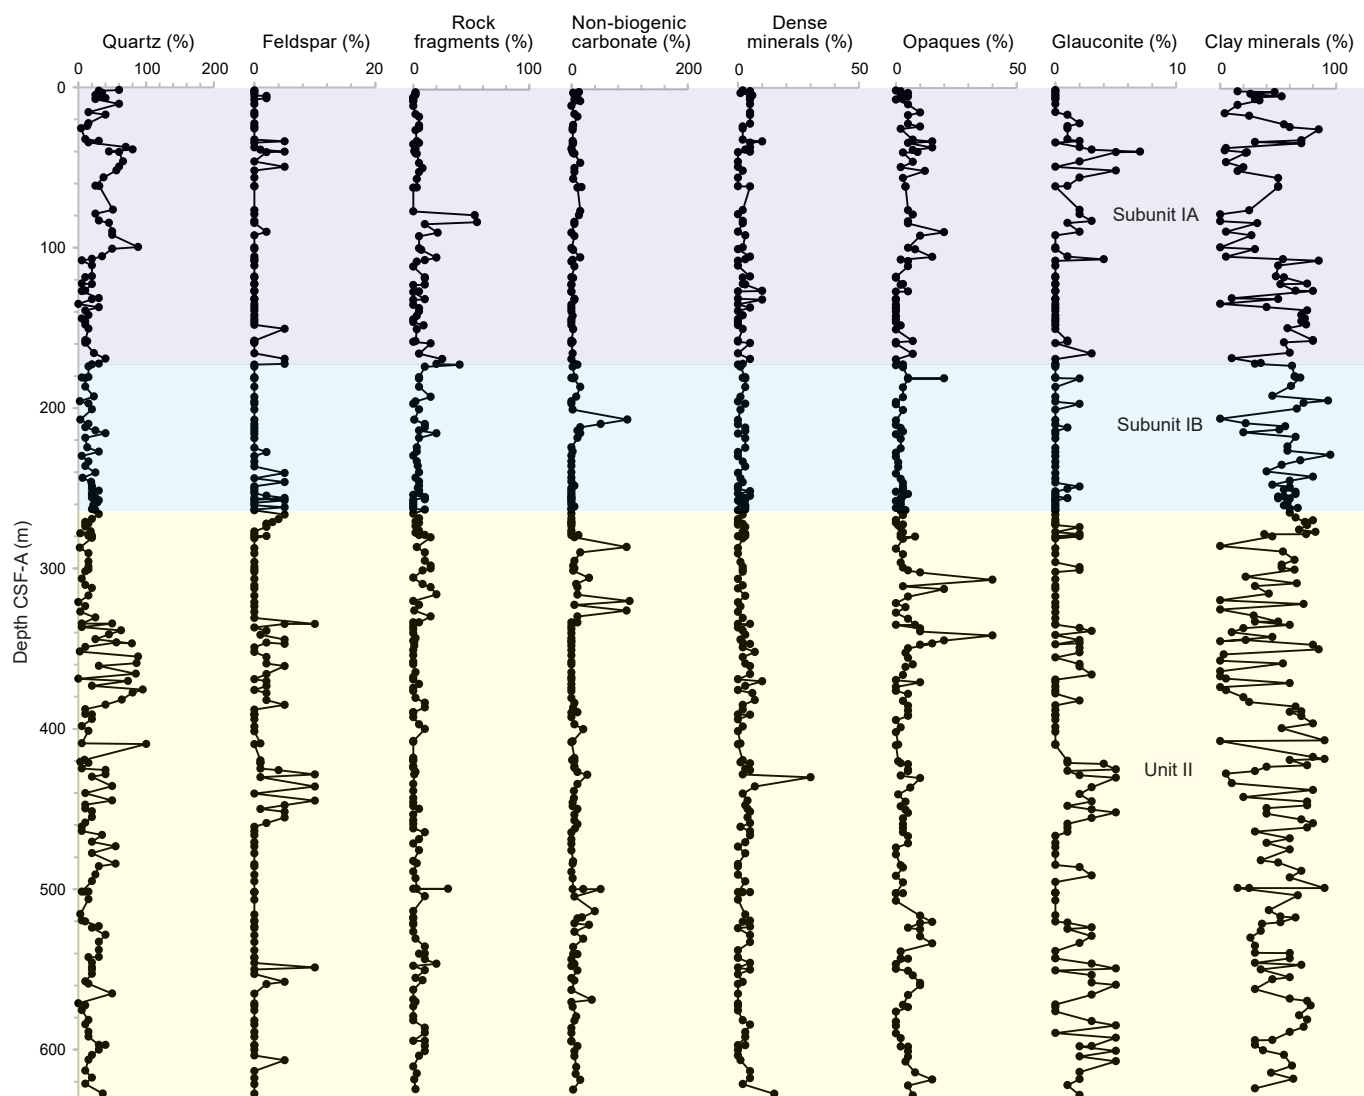 Rock
Non-biogenic
Dense
Quartz (%)
Feldspar (%)
fragments (%)
carbonate (%)
minerals (%)
Opaques (%)
Glauconite (%)
Clay minerals (%)
0 100 200
0 20
0 100
0 200
0 50
0 50
0 10
0 100
0
100
200
300
400
500
600
Depth CSF-A (m)
Subunit IA
Subunit IB
Unit II